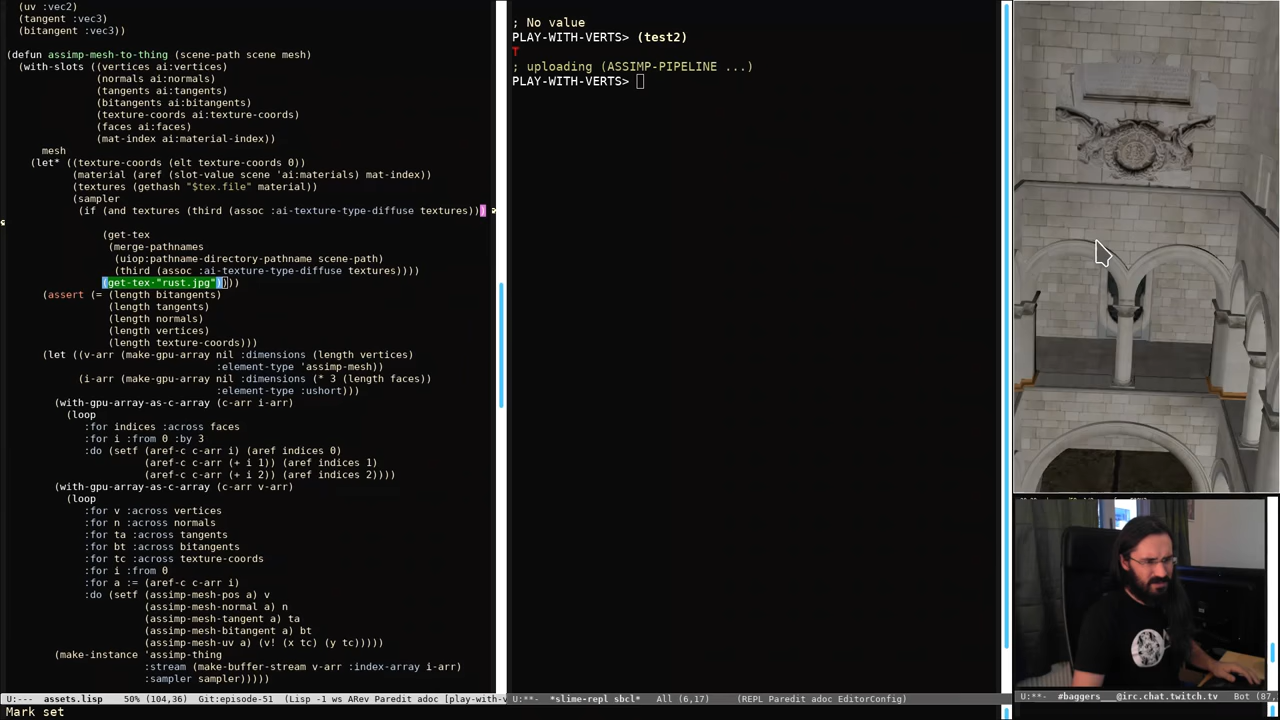 (uv :vec2)
(tangent :vec3)
(bitangent :vec3))
(defun assimp-mesh-to-thing (scene-path scene mesh)
(with-slots ((vertices ai:vertices)
(normals ai:normals)
(tangents ai:tangents)
(bitangents ai:bitangents)
(texture-coords ai:texture-coords)
(faces ai:faces)
(mat-index ai:material-index))
mesh
(let* ((texture-coords (elt texture-coords 0))
(material (aref (slot-value scene 'ai:materials) mat-index))
(textures (gethash "$tex.file" material))
(sampler
(if (and textures (third (assoc :ai-texture-type-diffuse textures)))
(get-tex
(merge-pathnames
(uiop:pathname-directory-pathname scene-path)
(third (assoc :ai-texture-type-diffuse textures))))
(get-tex "rust.jpg"))))
(assert (= (length bitangents)
(length tangents)
(length normals)
(length vertices)
(length texture-coords)))
(let ((v-arr (make-gpu-array nil :dimensions (length vertices)
:element-type 'assimp-mesh))
(i-arr (make-gpu-array nil :dimensions (* 3 (length faces))
:element-type :ushort)))
(with-gpu-array-as-c-array (c-arr i-arr)
(loop
:for indices :across faces
:for i :from 0 :by 3
:do (setf (aref-c c-arr i) (aref indices 0)
(aref-c c-arr (+ i 1)) (aref indices 1)
(aref-c c-arr (+ i 2)) (aref indices 2))))
(with-gpu-array-as-c-array (c-arr v-arr)
(loop
:for v :across vertices
:for n :across normals
:for ta :across tangents
:for bt :across bitangents
:for tc :across texture-coords
:for i :from 0
:for a := (aref-c c-arr i)
:do (setf (assimp-mesh-pos a) v
(assimp-mesh-normal a) n
(assimp-mesh-tangent a) ta
(assimp-mesh-bitangent a) bt
(assimp-mesh-uv a) (v! (x tc) (y tc)))))
(make-instance 'assimp-thing
:stream (make-buffer-stream v-arr :index-array i-arr)
:sampler sampler)))))
U:--- assets.lisp 50% (104,36) Git:episode-51 (Lisp -1 ws ARev Paredit adoc [play-with-v
Mark set
; No value
PLAY-WITH-VERTS> (test2)
T
; uploading (ASSIMP-PIPELINE ...)
PLAY-WITH-VERTS>
U:**- *slime-repl sbcl* All (6,17) (REPL Paredit adoc EditorConfig)
U:**- #baggers @irc.chat.twitch.tv Bot (87,